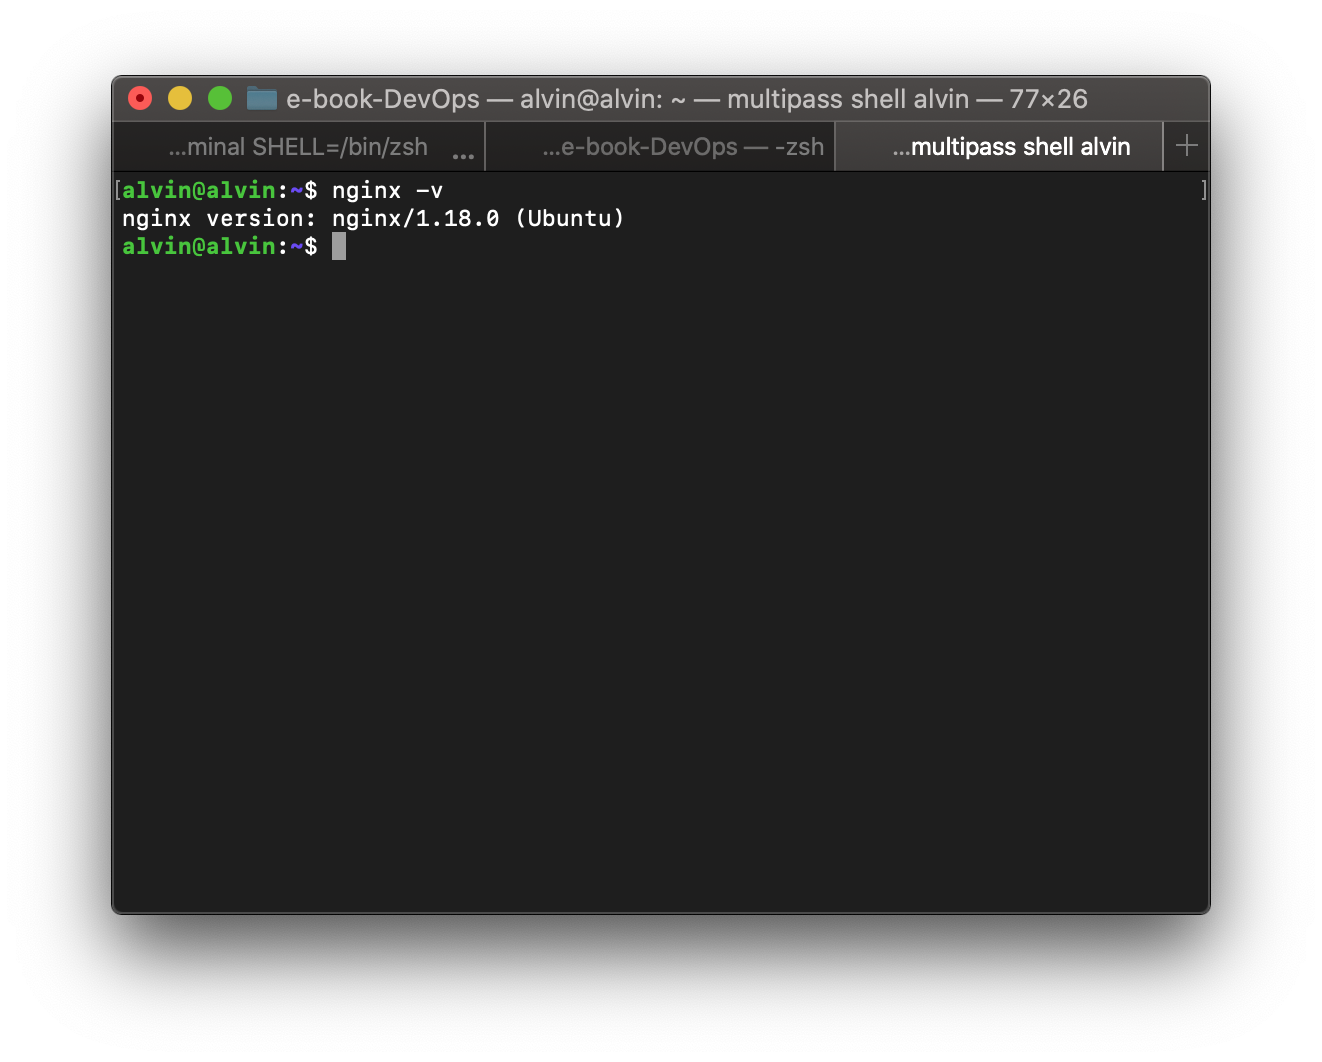 e-book-DevOps — alvin@alvin: ~ — multipass shell alvin — 77×26
...minal SHELL=/bin/zsh ...
...e-book-DevOps — -zsh
...multipass shell alvin
+
[alvin@alvin:~$ nginx -v ]
nginx version: nginx/1.18.0 (Ubuntu)
alvin@alvin:~$